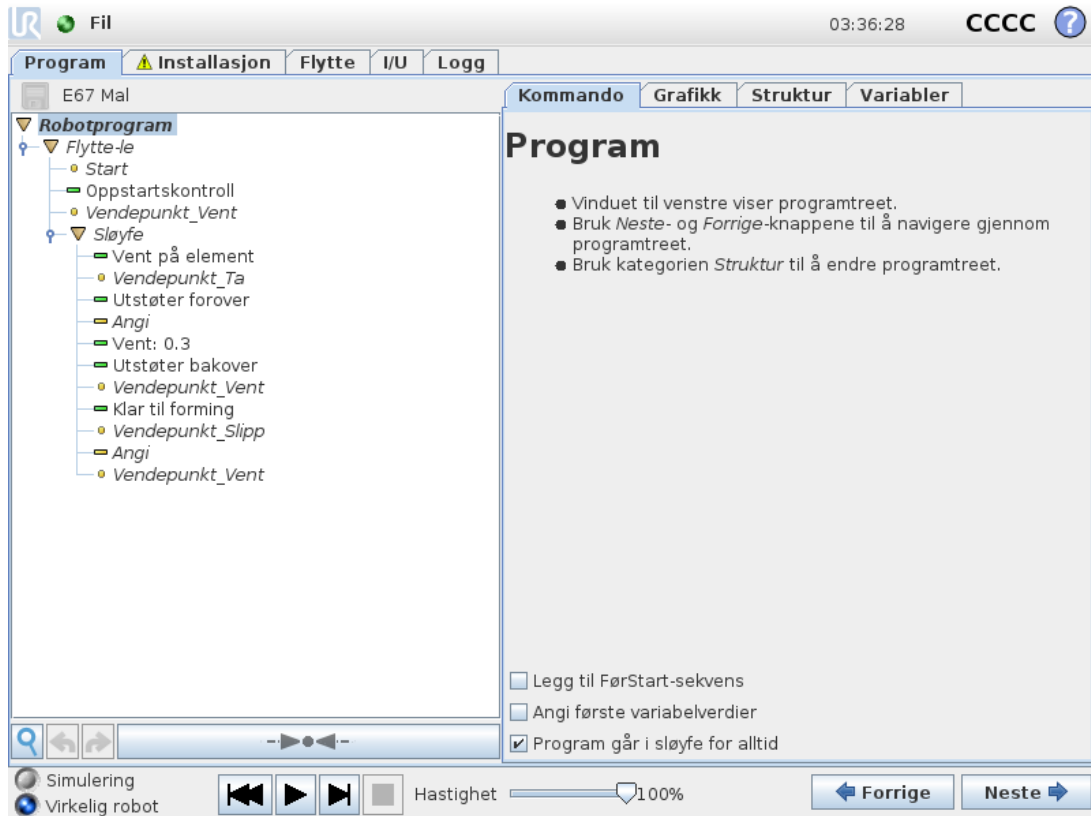 UR Fil 03:36:28 CCCC ?
Program Installasjon Flytte I/U Logg
E67 Mal
Robotprogram
Flytte-le
Start
Oppstartskontroll
Vendepunkt_Vent
Sløyfe
Vent på element
Vendepunkt_Ta
Utstøter forover
Angi
Vent: 0.3
Utstøter bakover
Vendepunkt_Vent
Klar til forming
Vendepunkt_Slipp
Angi
Vendepunkt_Vent
Kommando Grafikk Struktur Variabler
Program
Vinduet til venstre viser programtreet.
Bruk Neste- og Forrige-knappene til å navigere gjennom
programtreet.
Bruk kategorien Struktur til å endre programtreet.
Legg til FørStart-sekvens
Angi første variabelverdier
Program går i sløyfe for alltid
Simulering
Virkelig robot
Hastighet 100%
Forrige Neste